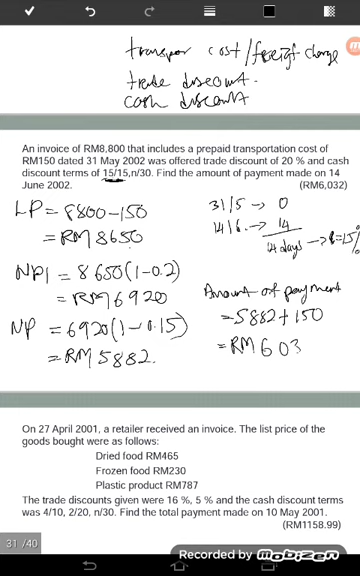 transpor cost/freight charge
trade discount.
cash discount
An invoice of RM8,800 that includes a prepaid transportation cost of
RM150 dated 31 May 2002 was offered trade discount of 20 % and cash
discount terms of 15/15,n/30. Find the amount of payment made on 14
June 2002.
(RM6,032)
LP = 8800-150
= RM 8650
NP1 = 8650(1-0.2)
= RM 6920
NP = 6920(1-0.15)
= RM 5882.
31/5 → 0
14/6 → 14
14 days → r=15%
Amount of payment
= 5882 + 150
= RM 603
On 27 April 2001, a retailer received an invoice. The list price of the
goods bought were as follows:
Dried food RM465
Frozen food RM230
Plastic product RM787
The trade discounts given were 16 %, 5 % and the cash discount terms
was 4/10, 2/20, n/30. Find the total payment made on 10 May 2001.
(RM1158.99)
31 /40
Recorded by Mobizen